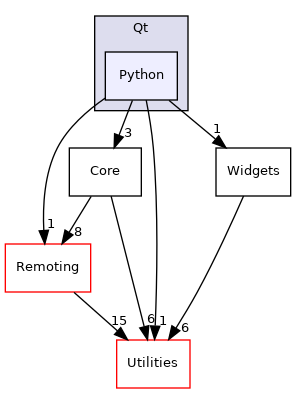 Qt
Python
3
1
Core
Widgets
1
8
Remoting
15
6
1
6
Utilities